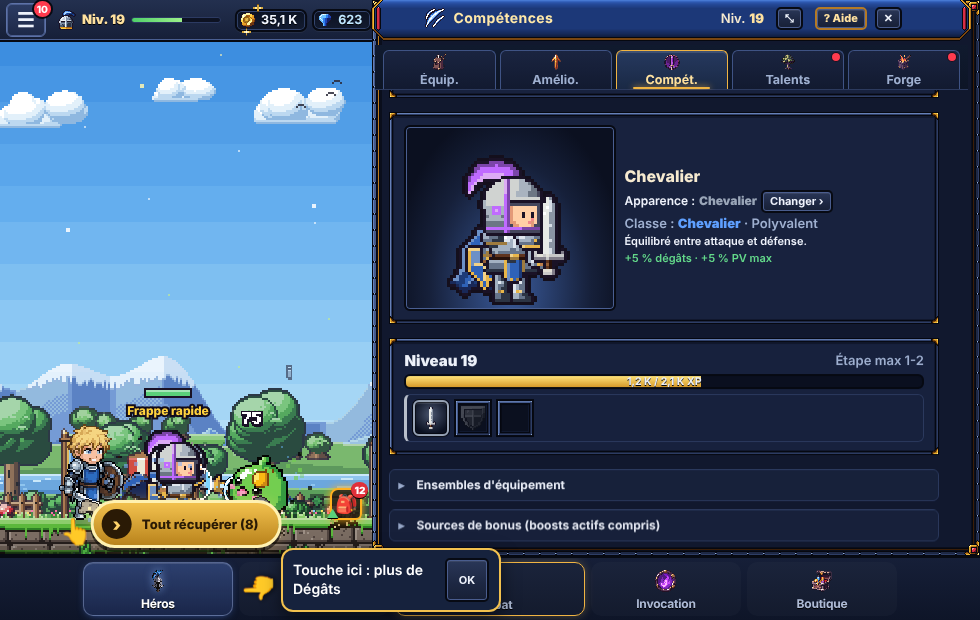 10
Niv. 19
35,1 K
623
Compétences
Niv. 19
? Aide
Équip.
Amélio.
Compét.
Talents
Forge
Chevalier
Apparence : Chevalier
Changer ›
Classe : Chevalier · Polyvalent
Équilibré entre attaque et défense.
+5 % dégâts · +5 % PV max
Niveau 19
Étape max 1-2
1,2 K / 2,1 K XP
Frappe rapide
75
12
Ensembles d'équipement
Sources de bonus (boosts actifs compris)
Tout récupérer (8)
Touche ici : plus de
Dégâts
OK
Héros
Invocation
Boutique